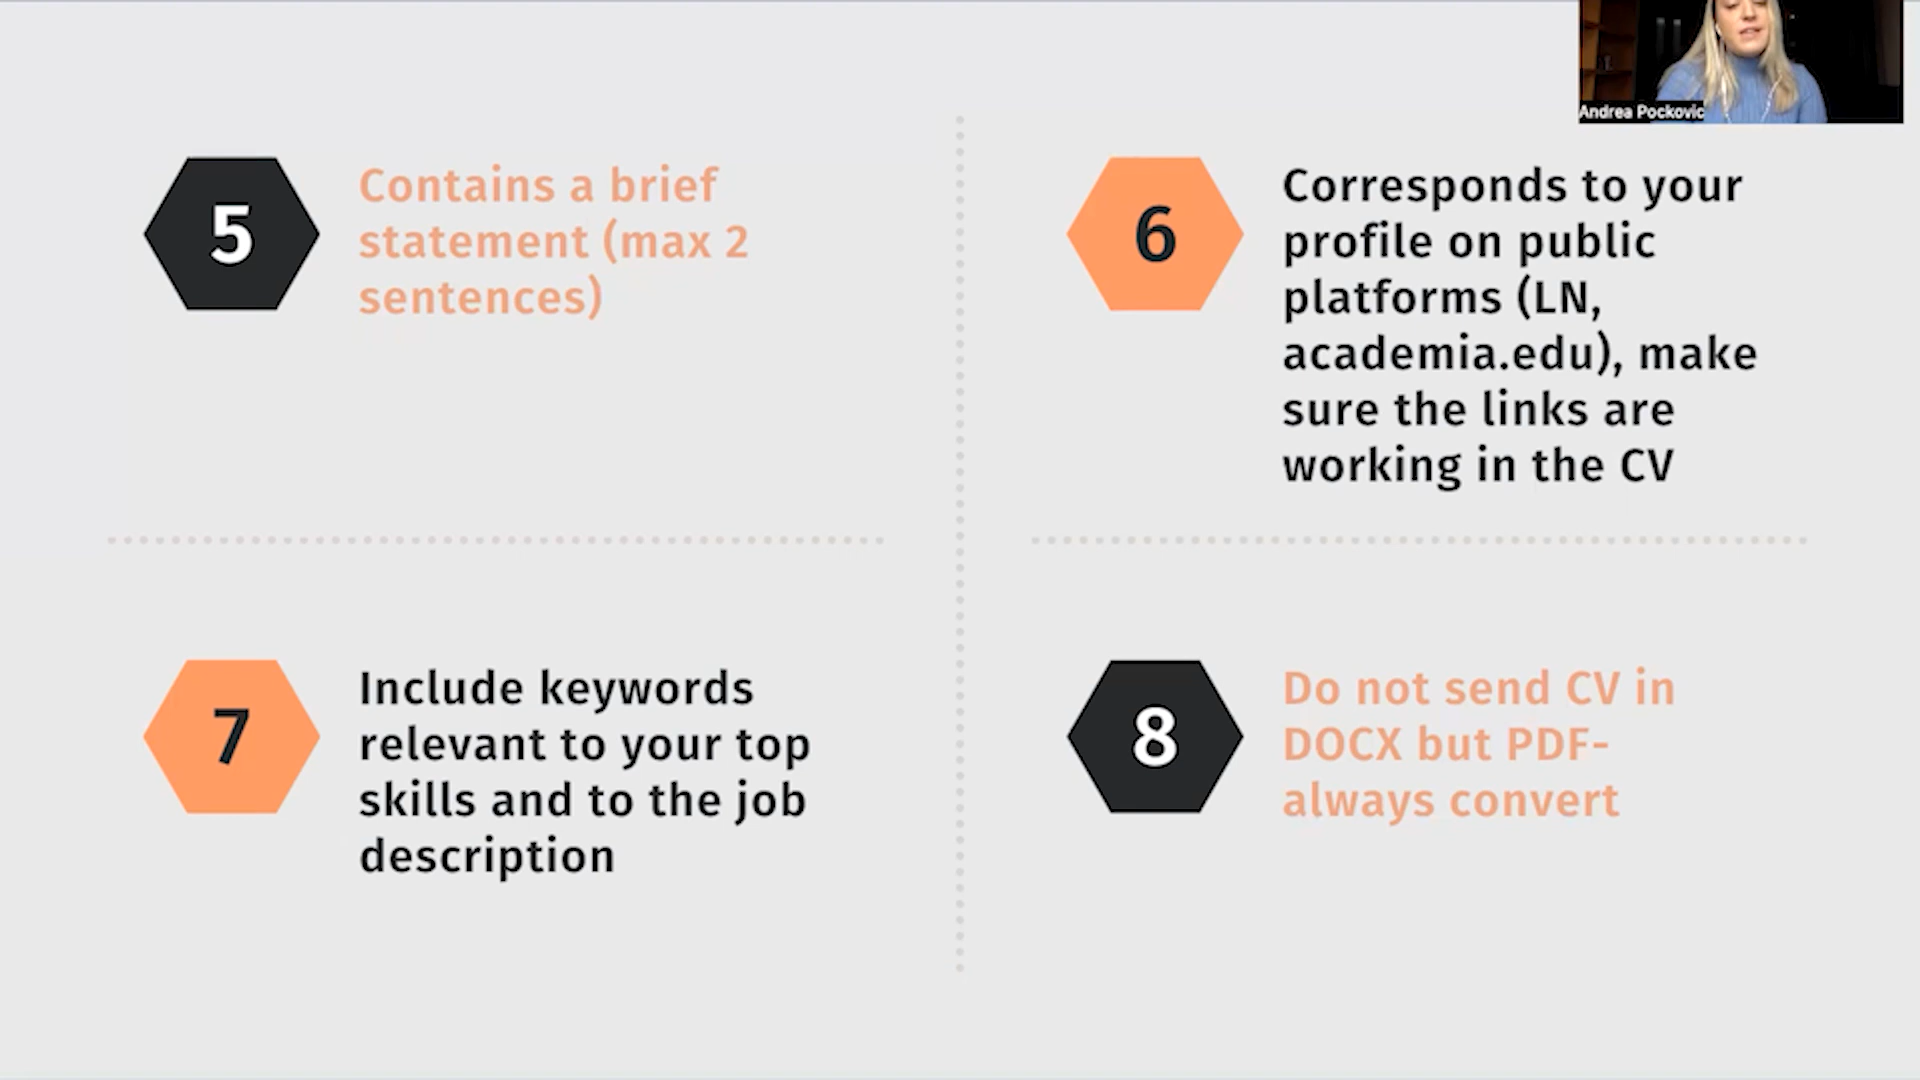 Andrea Pockovic
5
Contains a brief
statement (max 2
sentences)
6
Corresponds to your
profile on public
platforms (LN,
academia.edu), make
sure the links are
working in the CV
7
Include keywords
relevant to your top
skills and to the job
description
8
Do not send CV in
DOCX but PDF-
always convert